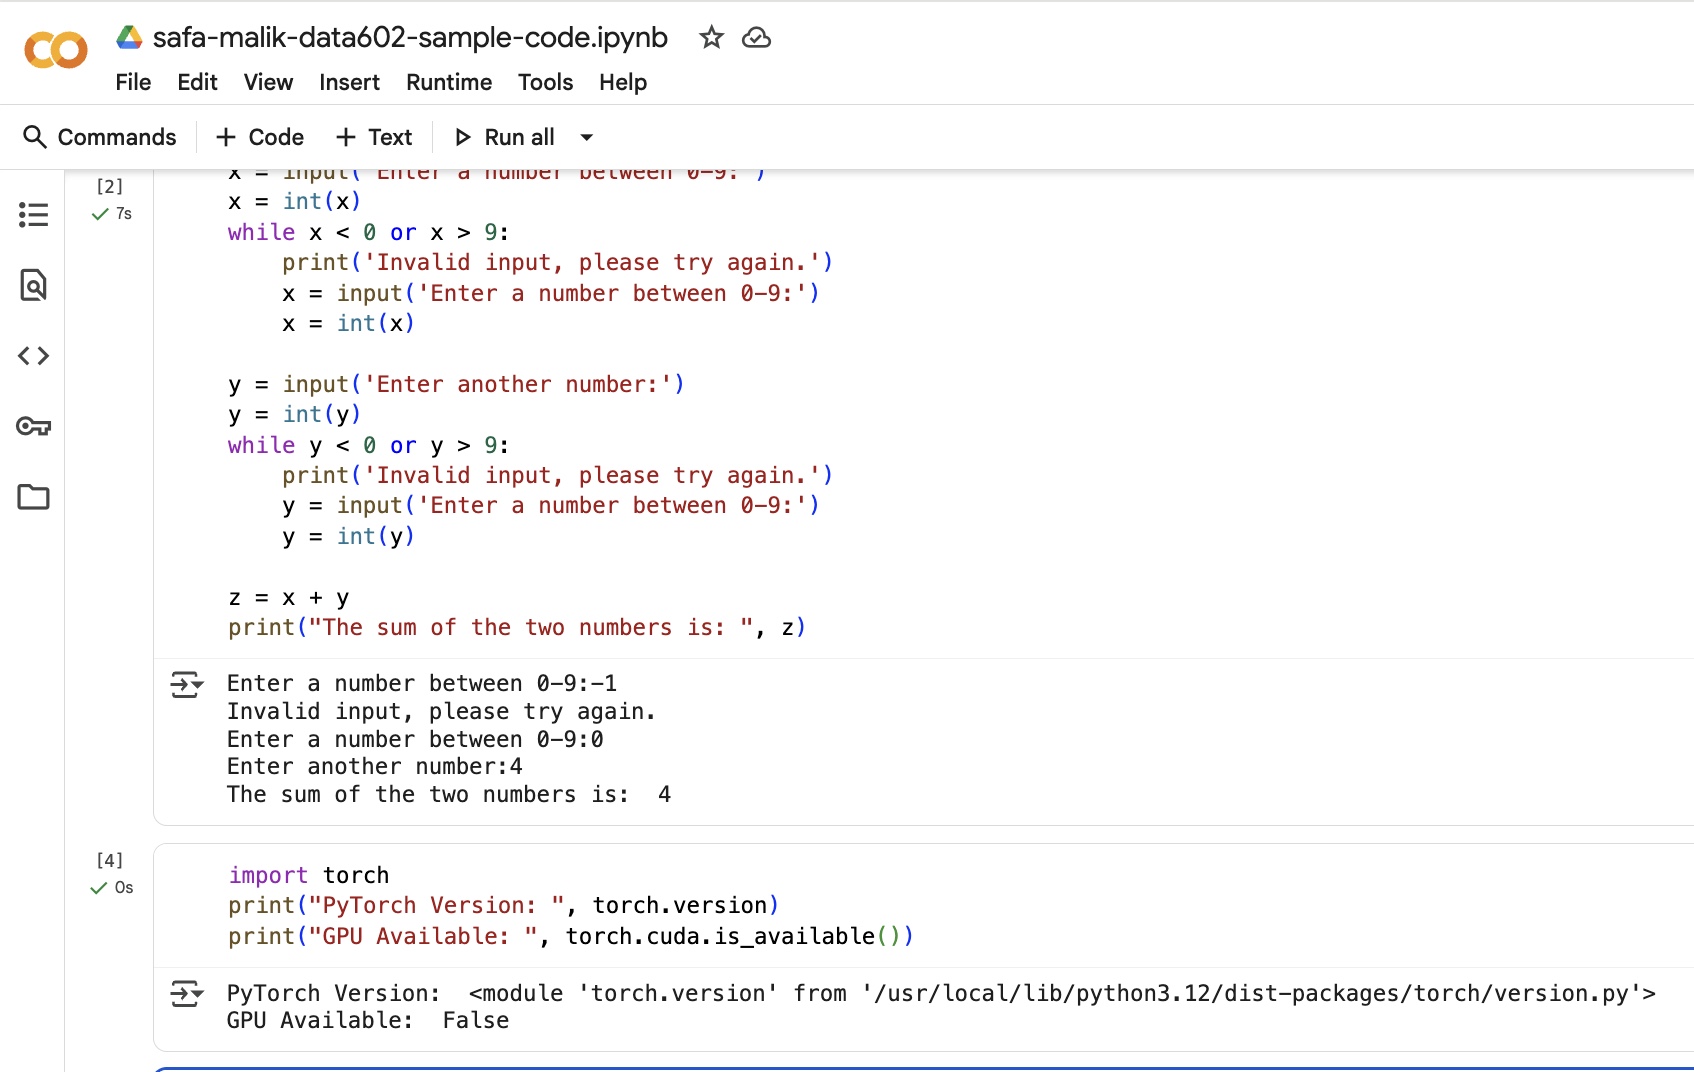 safa-malik-data602-sample-code.ipynb
File Edit View Insert Runtime Tools Help
Commands + Code + Text Run all
[2]
7s
x = input('Enter a number between 0-9:')
x = int(x)
while x < 0 or x > 9:
    print('Invalid input, please try again.')
    x = input('Enter a number between 0-9:')
    x = int(x)
y = input('Enter another number:')
y = int(y)
while y < 0 or y > 9:
    print('Invalid input, please try again.')
    y = input('Enter a number between 0-9:')
    y = int(y)
z = x + y
print("The sum of the two numbers is: ", z)
Enter a number between 0-9:-1
Invalid input, please try again.
Enter a number between 0-9:0
Enter another number:4
The sum of the two numbers is:  4
[4]
0s
import torch
print("PyTorch Version: ", torch.version)
print("GPU Available: ", torch.cuda.is_available())
PyTorch Version:  <module 'torch.version' from '/usr/local/lib/python3.12/dist-packages/torch/version.py'>
GPU Available:  False